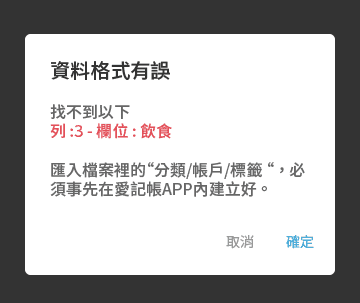 資料格式有誤
找不到以下
列 :3 - 欄位 : 飲食
匯入檔案裡的“分類/帳戶/標籤 “，必
須事先在愛記帳APP內建立好。
取消 確定